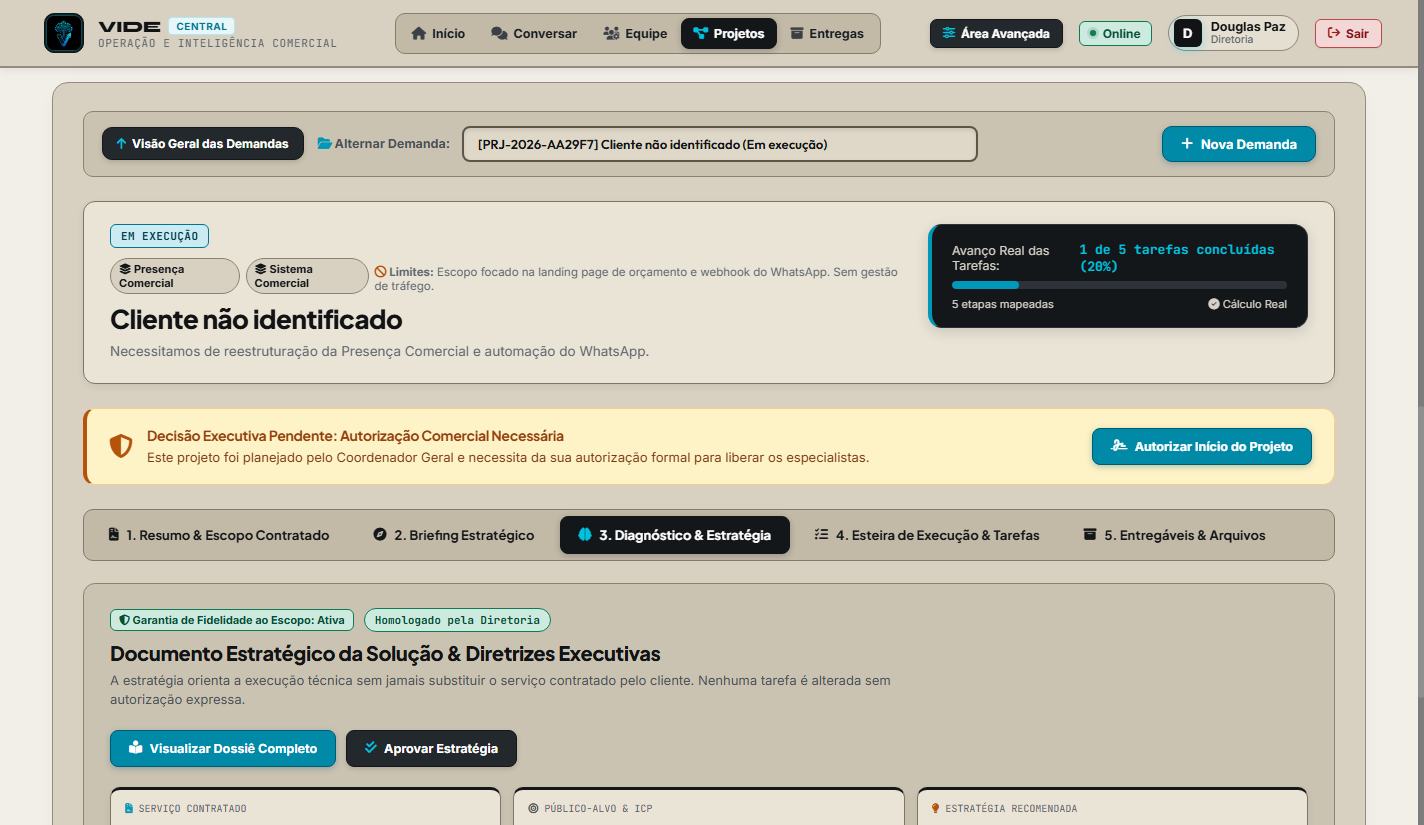 VIDE CENTRAL
OPERAÇÃO E INTELIGÊNCIA COMERCIAL
Início
Conversar
Equipe
Projetos
Entregas
Área Avançada
Online
D
Douglas Paz
Diretoria
Sair
Visão Geral das Demandas
Alternar Demanda:
[PRJ-2026-AA29F7] Cliente não identificado (Em execução)
Nova Demanda
EM EXECUÇÃO
Presença
Comercial
Sistema
Comercial
Limites: Escopo focado na landing page de orçamento e webhook do WhatsApp. Sem gestão
de tráfego.
Cliente não identificado
Necessitamos de reestruturação da Presença Comercial e automação do WhatsApp.
Avanço Real das
Tarefas:
1 de 5 tarefas concluídas
(20%)
5 etapas mapeadas
Cálculo Real
Decisão Executiva Pendente: Autorização Comercial Necessária
Este projeto foi planejado pelo Coordenador Geral e necessita da sua autorização formal para liberar os especialistas.
Autorizar Início do Projeto
1. Resumo & Escopo Contratado
2. Briefing Estratégico
3. Diagnóstico & Estratégia
4. Esteira de Execução & Tarefas
5. Entregáveis & Arquivos
Garantia de Fidelidade ao Escopo: Ativa
Homologado pela Diretoria
Documento Estratégico da Solução & Diretrizes Executivas
A estratégia orienta a execução técnica sem jamais substituir o serviço contratado pelo cliente. Nenhuma tarefa é alterada sem
autorização expressa.
Visualizar Dossiê Completo
Aprovar Estratégia
SERVIÇO CONTRATADO
PÚBLICO-ALVO & ICP
ESTRATÉGIA RECOMENDADA